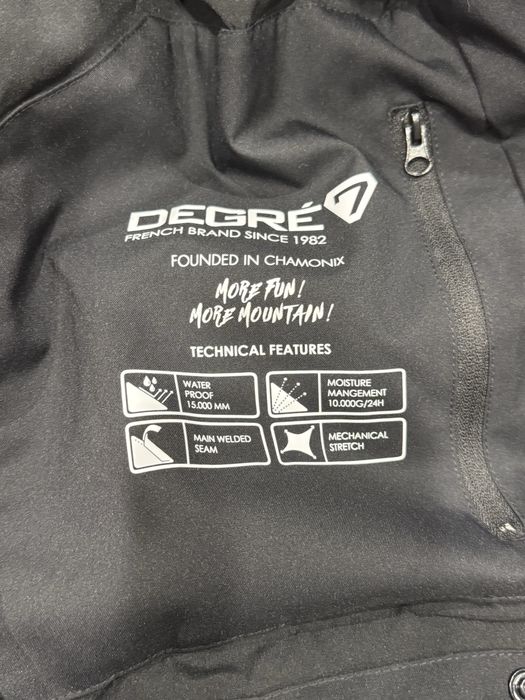 DEGRÉ 7
FRENCH BRAND SINCE 1982
FOUNDED IN CHAMONIX
MORE FUN!
MORE MOUNTAIN!
TECHNICAL FEATURES
WATER
PROOF
15.000 MM
MOISTURE
MANGEMENT
10.000G/24H
MAIN WELDED
SEAM
MECHANICAL
STRETCH